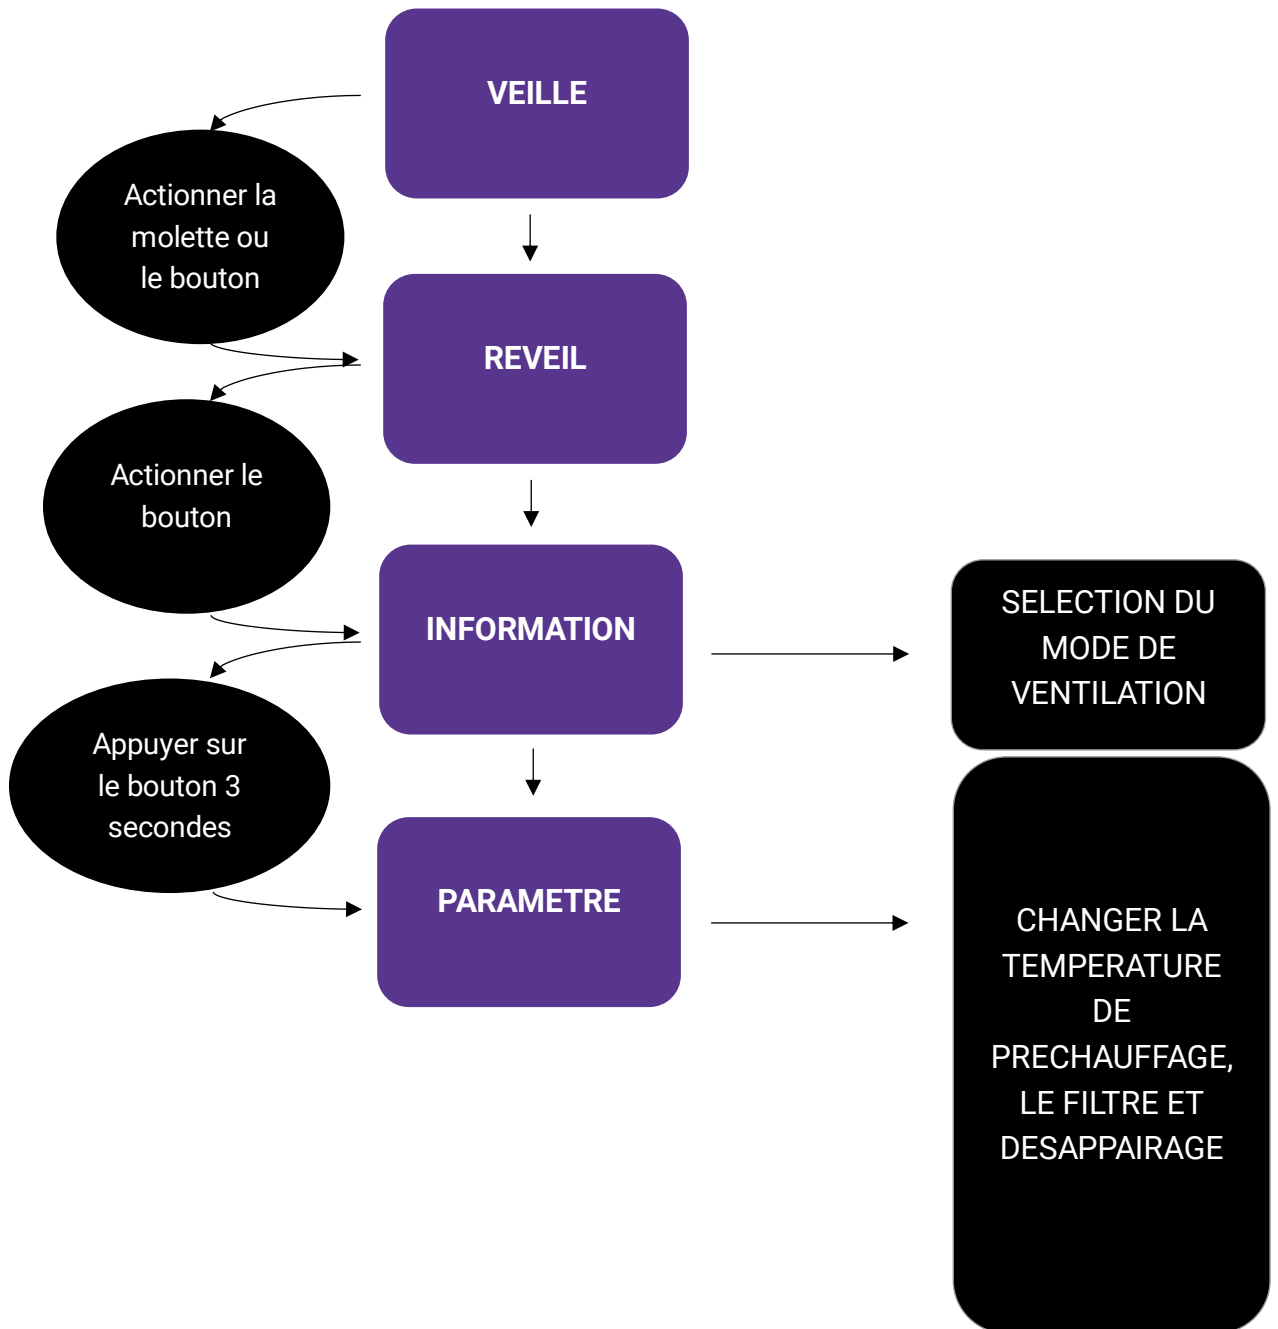 VEILLE
Actionner la
molette ou
le bouton
REVEIL
Actionner le
bouton
INFORMATION
SELECTION DU
MODE DE
VENTILATION
Appuyer sur
le bouton 3
secondes
PARAMETRE
CHANGER LA
TEMPERATURE
DE
PRECHAUFFAGE,
LE FILTRE ET
DESAPPAIRAGE